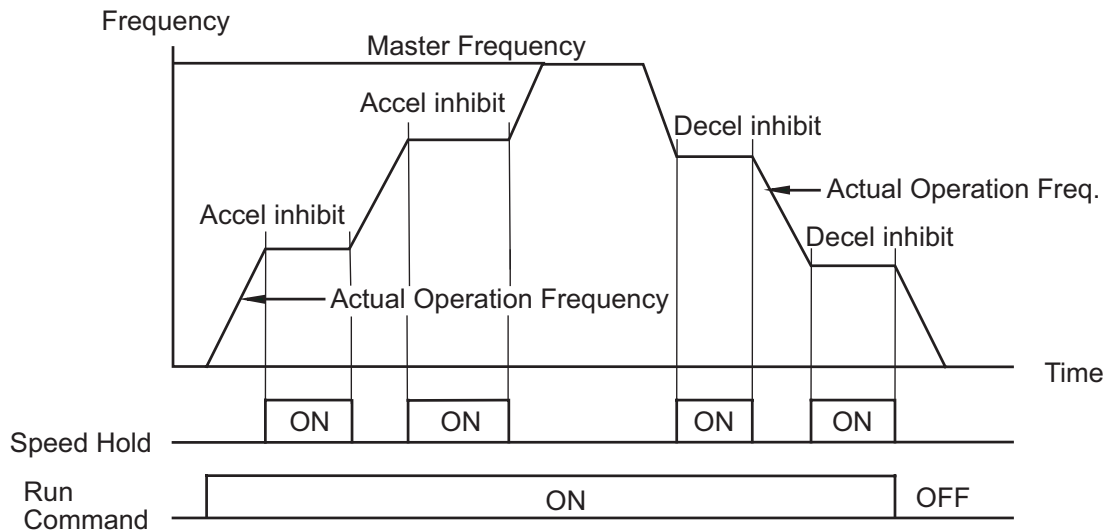 Frequency
Master Frequency
Accel inhibit
Decel inhibit
Actual Operation Freq.
Accel inhibit
Decel inhibit
Actual Operation Frequency
Time
ON
ON
ON
ON
Speed Hold
Run
Command
ON
OFF